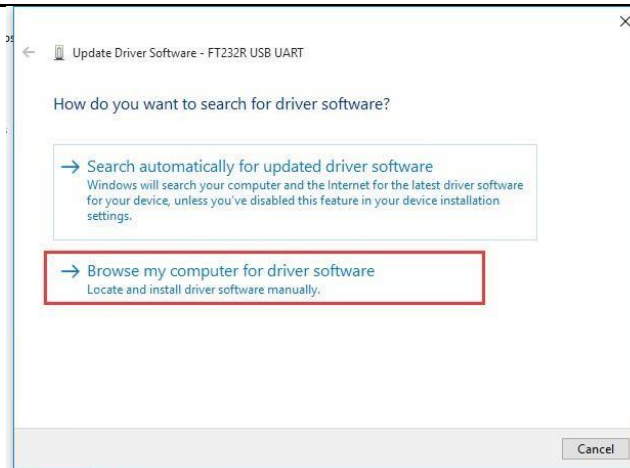 Update Driver Software - FT232R USB UART
How do you want to search for driver software?
Search automatically for updated driver software
Windows will search your computer and the Internet for the latest driver software
for your device, unless you've disabled this feature in your device installation
settings.
Browse my computer for driver software
Locate and install driver software manually.
Cancel